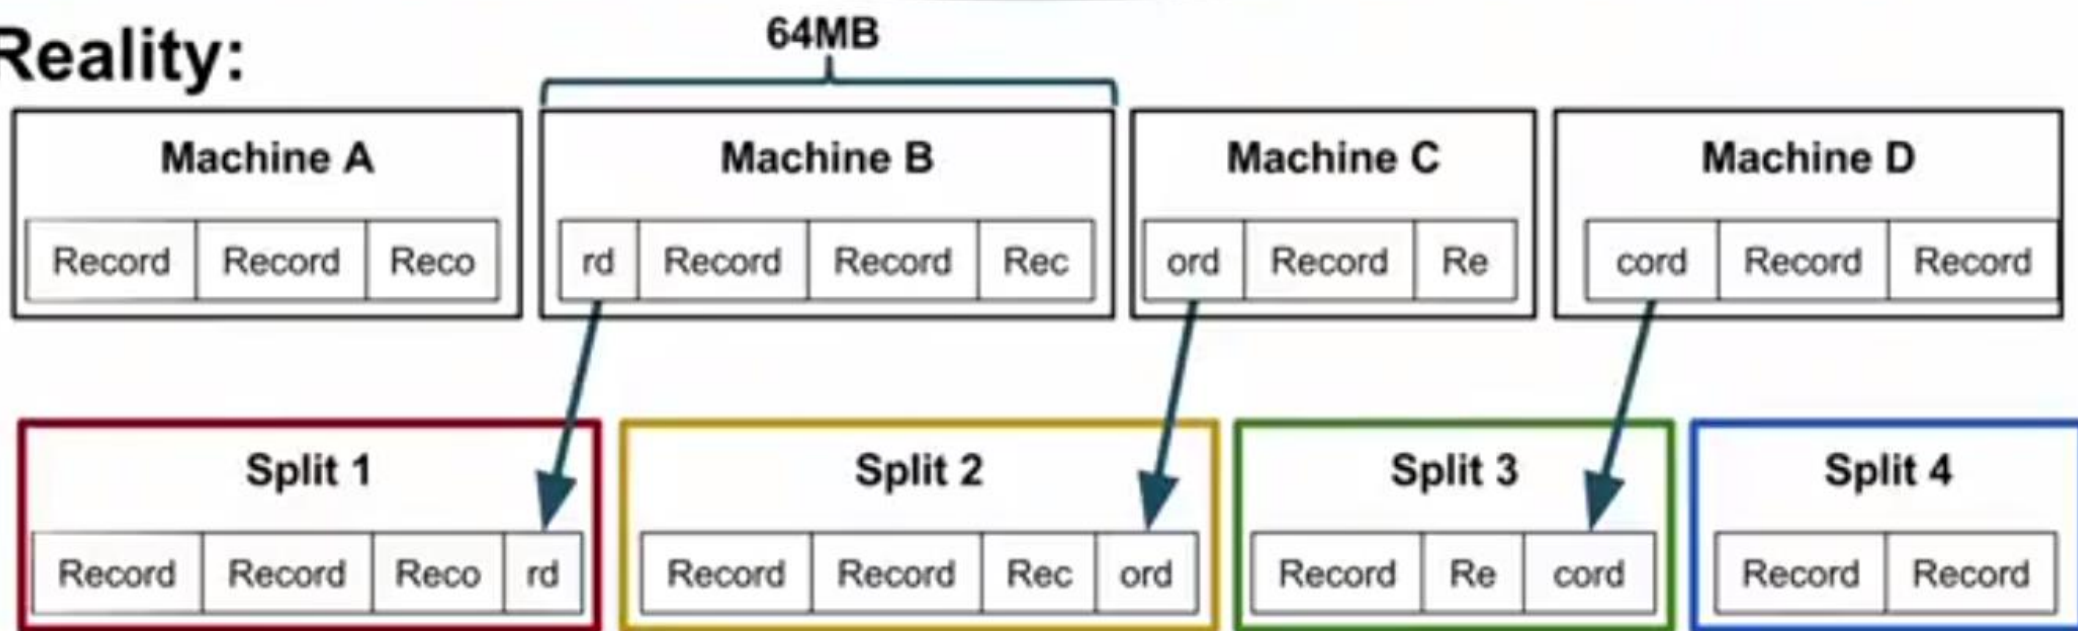 Reality:
64MB
Machine A
Machine B
Machine C
Machine D
Record Record Reco
rd Record Record Rec
ord Record Re
cord Record Record
Split 1
Split 2
Split 3
Split 4
Record Record Reco rd
Record Record Rec ord
Record Re cord
Record Record